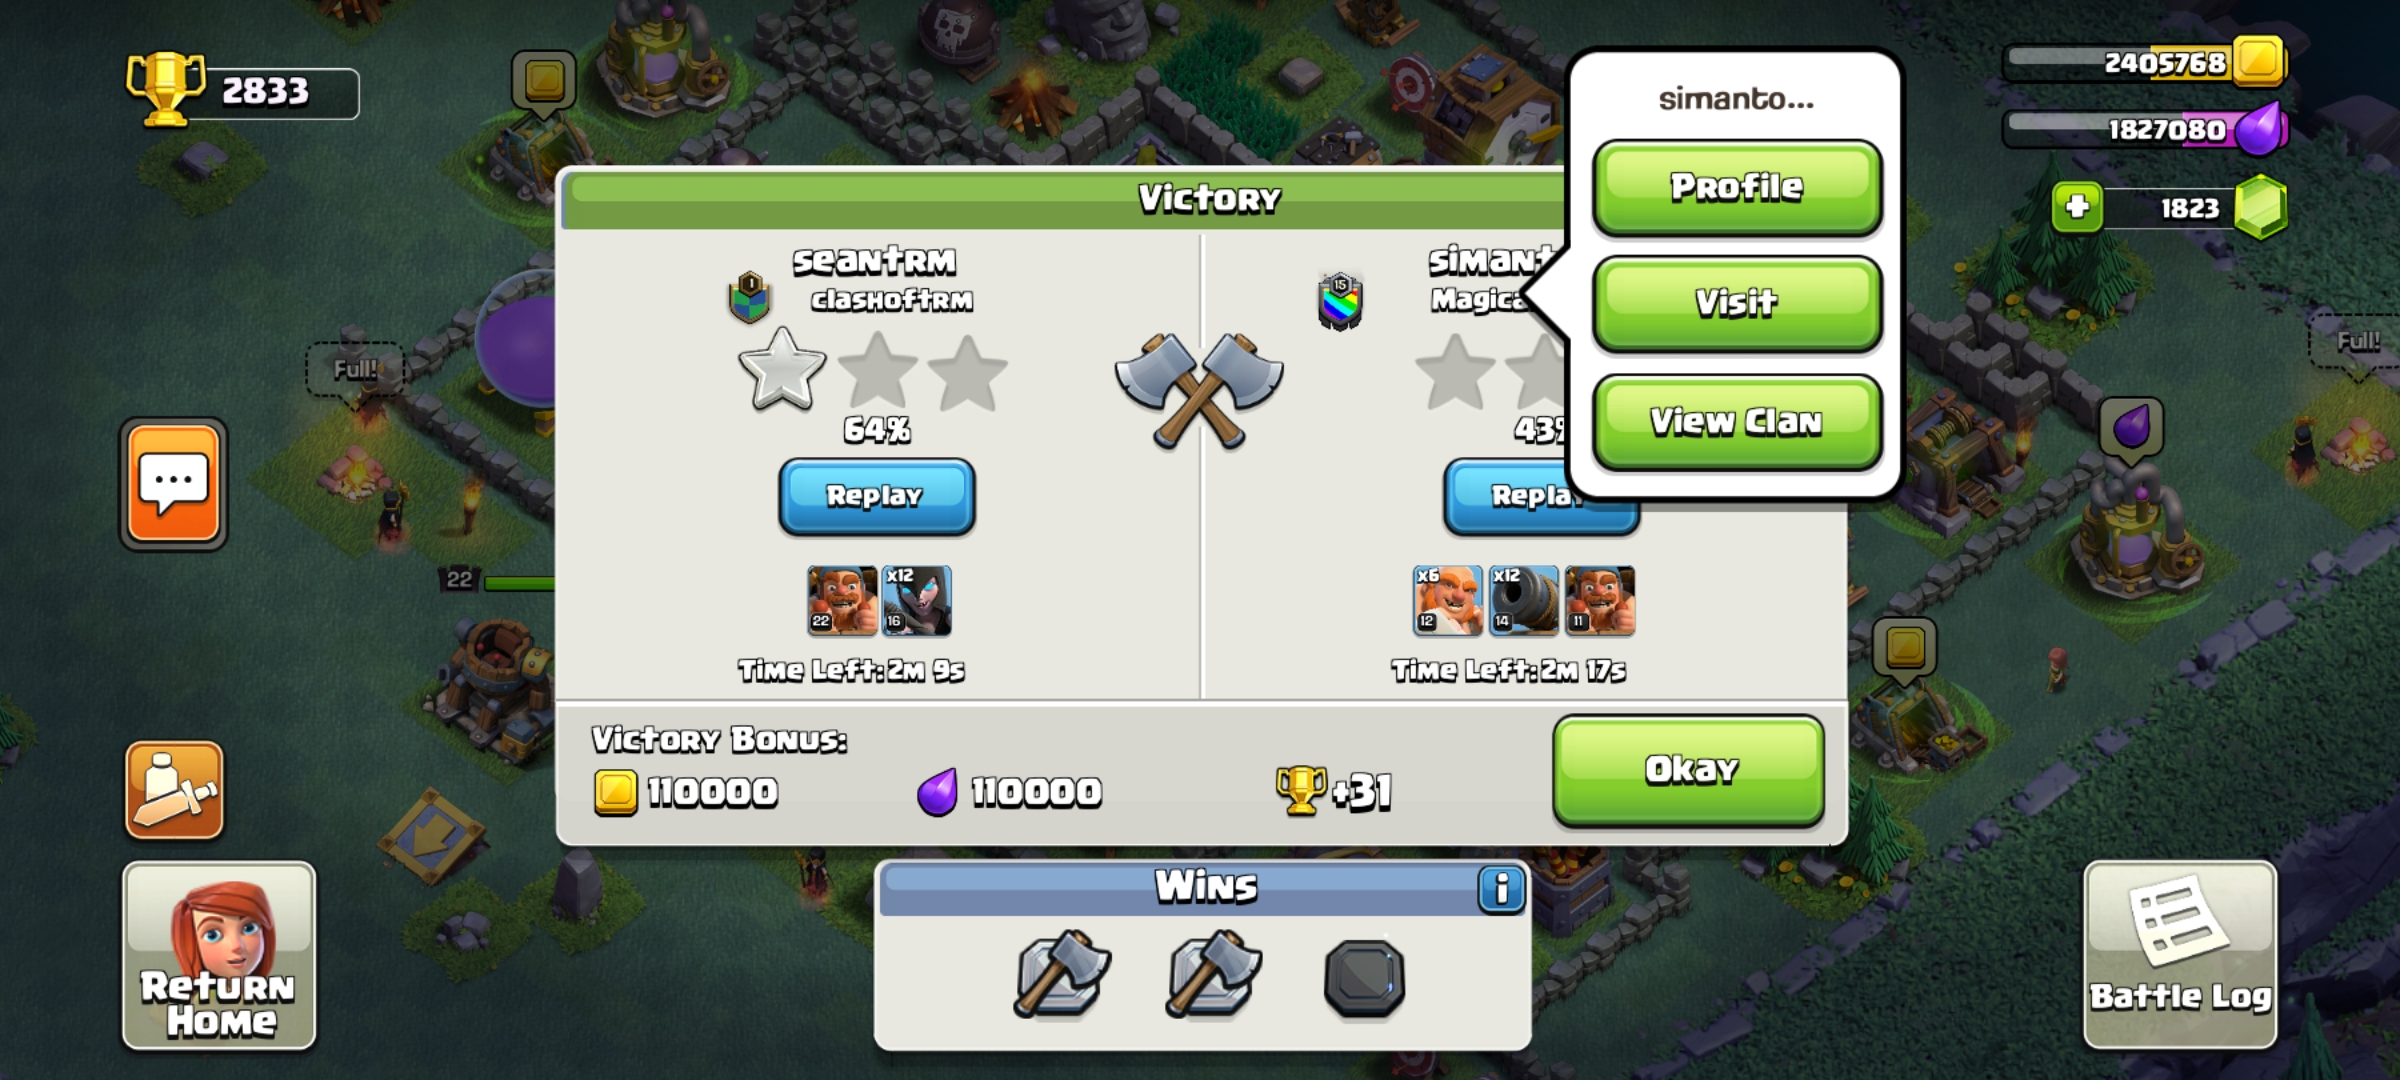 2833
simanto...
Profile
Visit
View Clan
2405768
1827080
1823
Victory
seantRM
clashoftRM
1
64%
Replay
22
x12
16
Time Left:2m 9s
15
Full!
Full!
22
x6
12
x12
14
11
Time Left:2m 17s
Victory Bonus:
110000
110000
+31
Okay
Wins
i
Return
Home
Battle Log